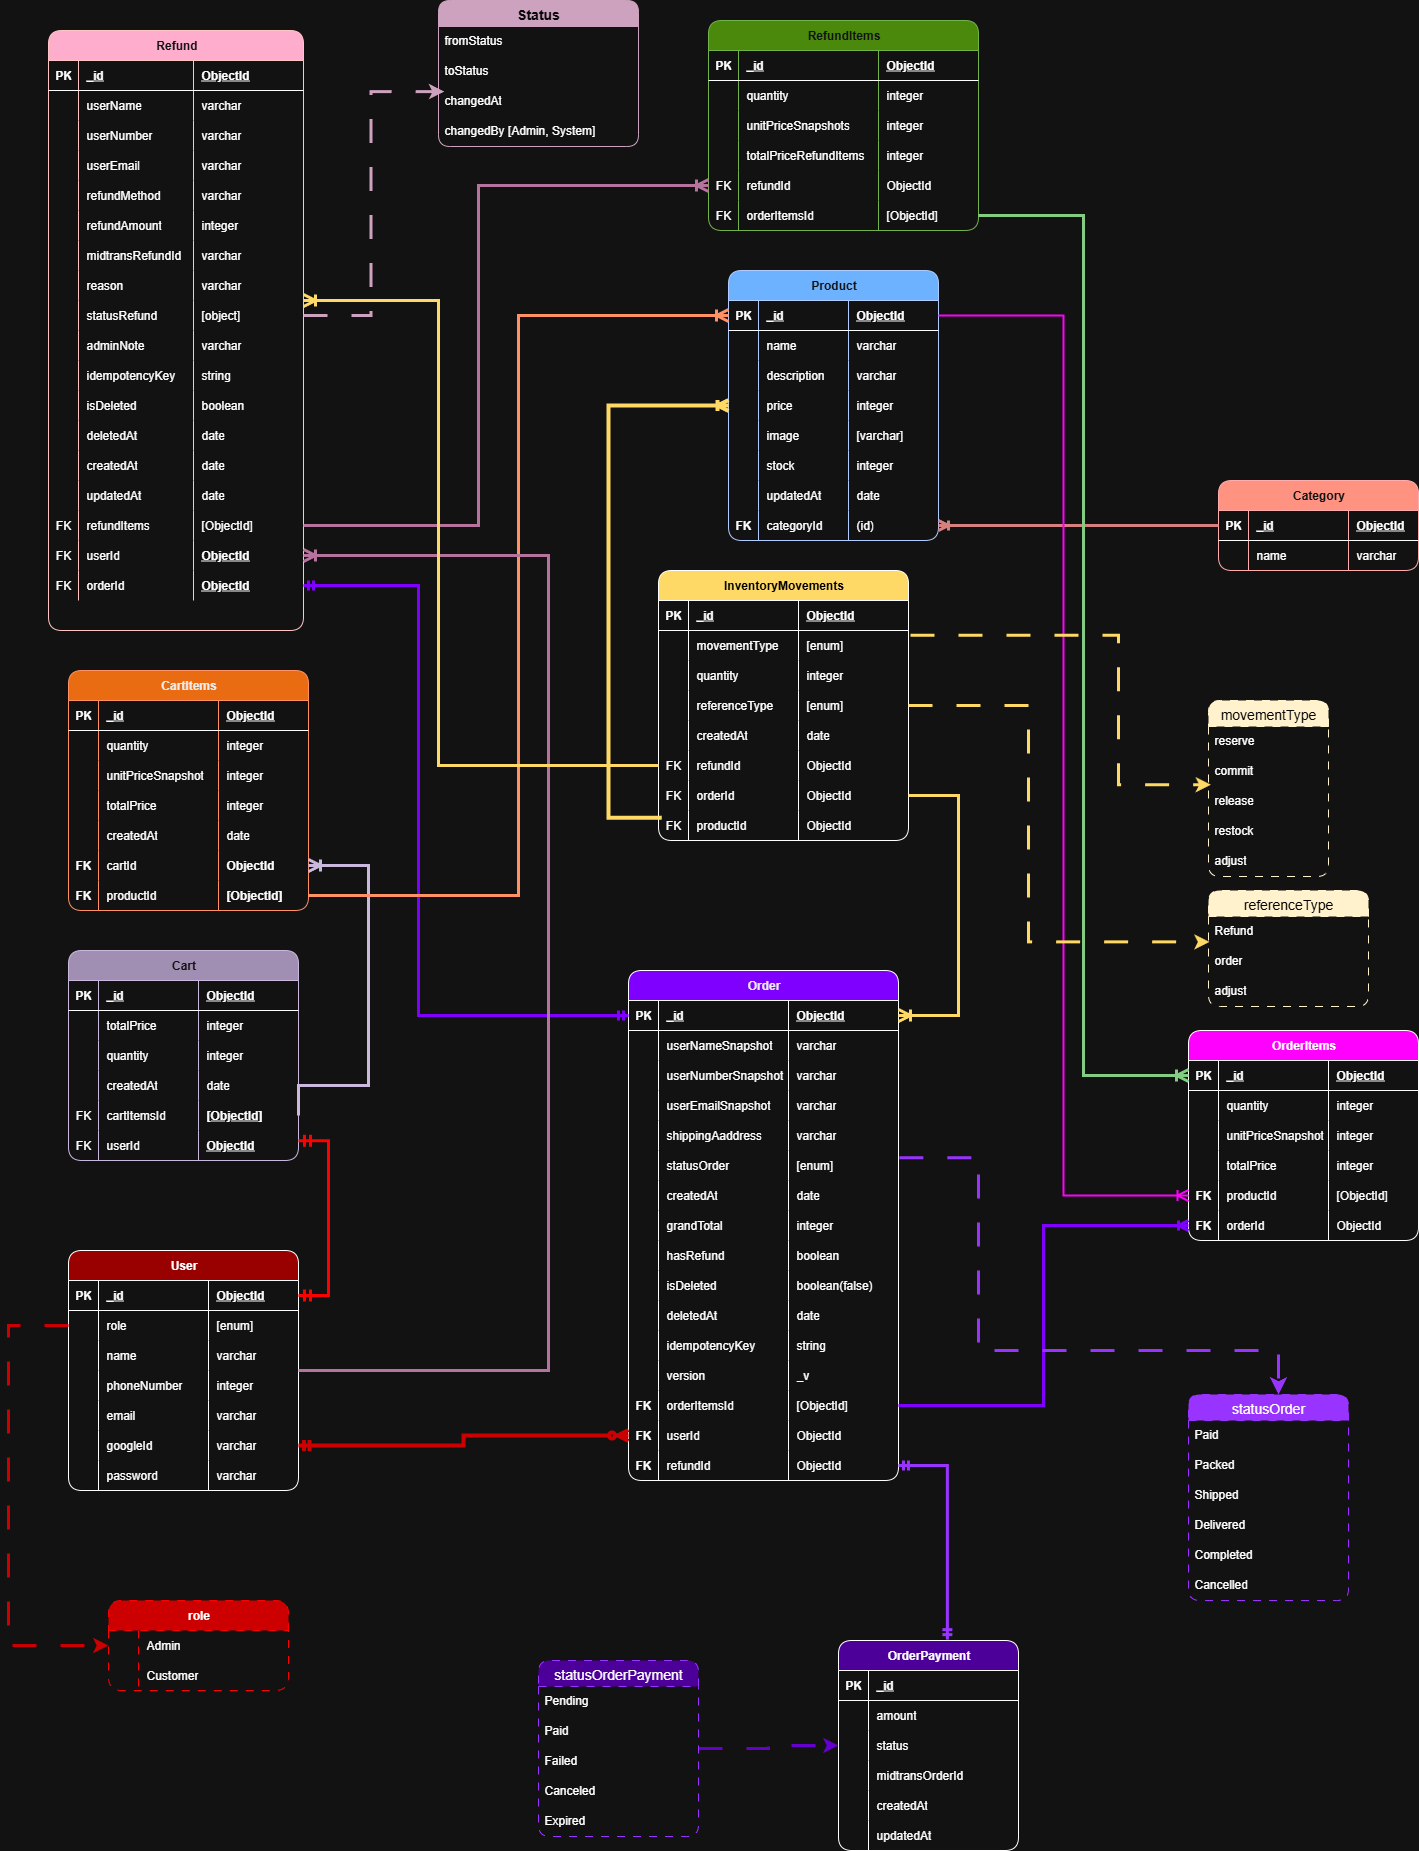 Status
fromStatus
toStatus
changedAt
changedBy [Admin, System]
Refund
PK _id ObjectId
userName varchar
userNumber varchar
userEmail varchar
refundMethod varchar
refundAmount integer
midtransRefundId varchar
reason varchar
statusRefund [object]
adminNote varchar
idempotencyKey string
isDeleted boolean
deletedAt date
createdAt date
updatedAt date
FK refundItems [ObjectId]
FK userId ObjectId
FK orderId ObjectId
RefundItems
PK _id ObjectId
quantity integer
unitPriceSnapshots integer
totalPriceRefundItems integer
FK refundId ObjectId
FK orderItemsId [ObjectId]
Product
PK _id ObjectId
name varchar
description varchar
price integer
image [varchar]
stock integer
updatedAt date
FK categoryId (id)
Category
PK _id ObjectId
name varchar
InventoryMovements
PK _id ObjectId
movementType [enum]
quantity integer
referenceType [enum]
createdAt date
FK refundId ObjectId
FK orderId ObjectId
FK productId ObjectId
CartItems
PK _id ObjectId
quantity integer
unitPriceSnapshot integer
totalPrice integer
createdAt date
FK cartId ObjectId
FK productId [ObjectId]
movementType
reserve
commit
release
restock
adjust
referenceType
Refund
order
adjust
Cart
PK _id ObjectId
totalPrice integer
quantity integer
createdAt date
FK cartItemsId [ObjectId]
FK userId ObjectId
Order
PK _id ObjectId
userNameSnapshot varchar
userNumberSnapshot varchar
userEmailSnapshot varchar
shippingAaddress varchar
statusOrder [enum]
createdAt date
grandTotal integer
hasRefund boolean
isDeleted boolean(false)
deletedAt date
idempotencyKey string
version _v
FK orderItemsId [ObjectId]
FK userId ObjectId
FK refundId ObjectId
OrderItems
PK _id ObjectId
quantity integer
unitPriceSnapshot integer
totalPrice integer
FK productId [ObjectId]
FK orderId ObjectId
User
PK _id ObjectId
role [enum]
name varchar
phoneNumber integer
email varchar
googleId varchar
password varchar
statusOrder
Paid
Packed
Shipped
Delivered
Completed
Cancelled
role
Admin
Customer
statusOrderPayment
Pending
Paid
Failed
Canceled
Expired
OrderPayment
PK _id
amount
status
midtransOrderId
createdAt
updatedAt